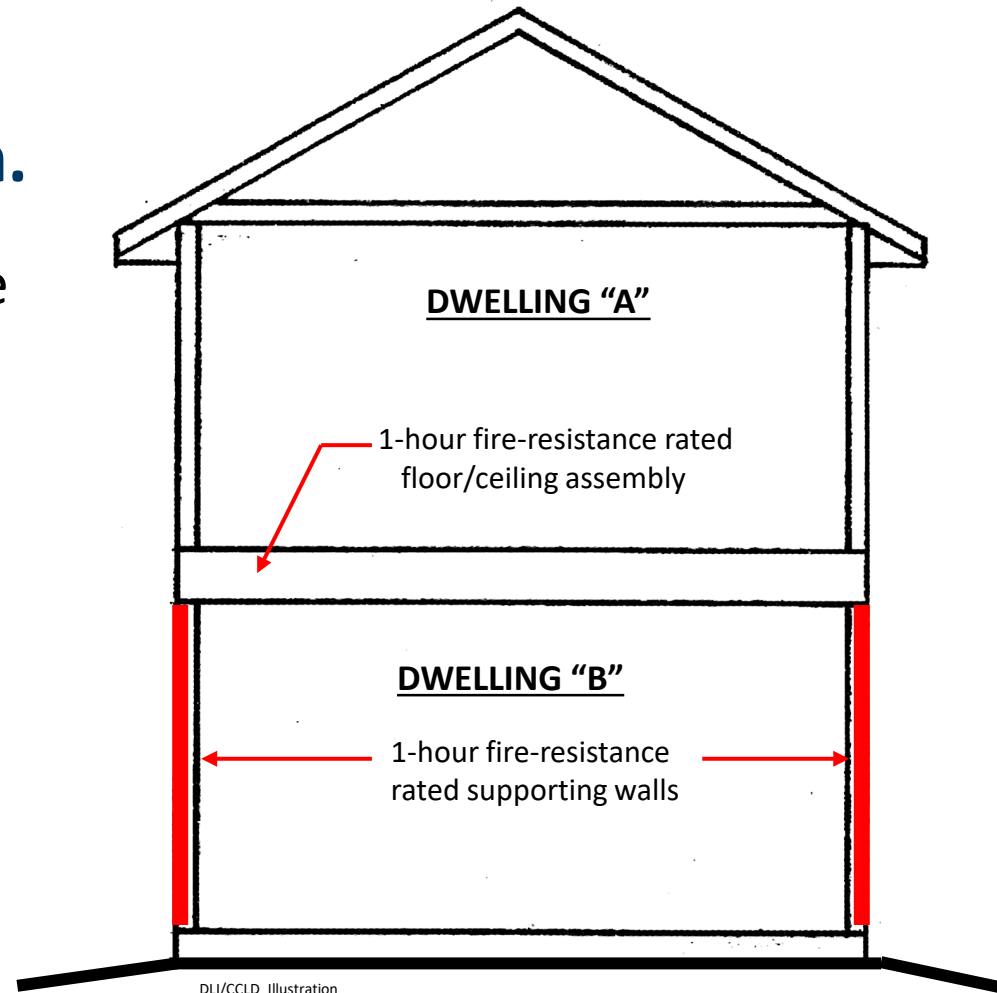 n.
e
DWELLING “A”
1-hour fire-resistance rated
floor/ceiling assembly
DWELLING “B”
1-hour fire-resistance
rated supporting walls
DLI/CCLD Illustration